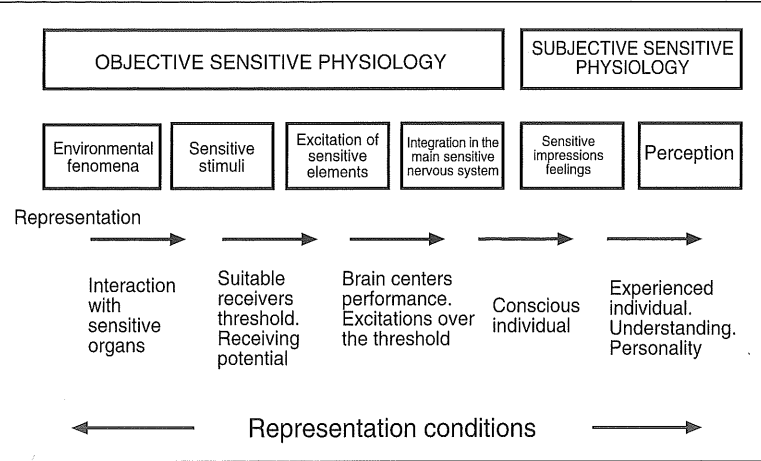 OBJECTIVE SENSITIVE PHYSIOLOGY
SUBJECTIVE SENSITIVE
PHYSIOLOGY
Environmental
fenomena
Sensitive
stimuli
Excitation of
sensitive
elements
Integration in the
main sensitive
nervous system
Sensitive
impressions
feelings
Perception
Representation
Interaction
with
sensitive
organs
Suitable
receivers
threshold.
Receiving
potential
Brain centers
performance.
Excitations over
the threshold
Conscious
individual
Experienced
individual.
Understanding.
Personality
Representation conditions